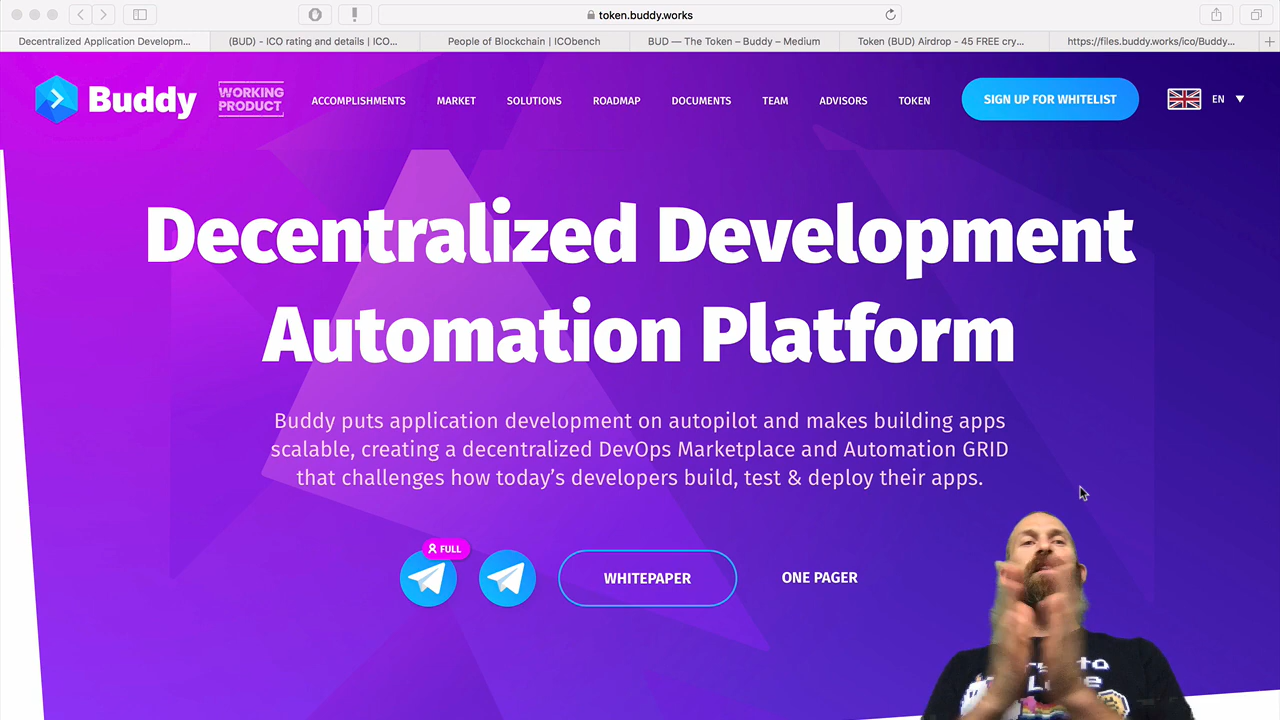 token.buddy.works
Decentralized Application Developm...
(BUD) - ICO rating and details | ICO...
People of Blockchain | ICObench
BUD — The Token – Buddy – Medium
Token (BUD) Airdrop - 45 FREE cry...
https://files.buddy.works/ico/Buddy...
Buddy
WORKING
PRODUCT
ACCOMPLISHMENTS
MARKET
SOLUTIONS
ROADMAP
DOCUMENTS
TEAM
ADVISORS
TOKEN
SIGN UP FOR WHITELIST
EN
Decentralized Development
Automation Platform
Buddy puts application development on autopilot and makes building apps
scalable, creating a decentralized DevOps Marketplace and Automation GRID
that challenges how today’s developers build, test & deploy their apps.
FULL
WHITEPAPER
ONE PAGER